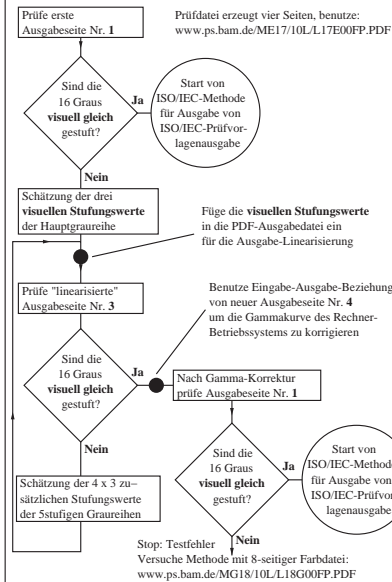 Prüfe erste
Ausgabeseite Nr. 1
Prüfdatei erzeugt vier Seiten, benutze:
www.ps.bam.de/ME17/10L/L17E00FP.PDF
Sind die
16 Graus
visuell gleich
gestuft?
Ja
Start von
ISO/IEC-Methode
für Ausgabe von
ISO/IEC-Prüfvor-
lagenausgabe
Nein
Schätzung der drei
visuellen Stufungswerte
der Hauptgraureihe
Füge die visuellen Stufungswerte
in die PDF-Ausgabedatei ein
für die Ausgabe-Linearisierung
Prüfe "linearisierte"
Ausgabeseite Nr. 3
Benutze Eingabe-Ausgabe-Beziehung
von neuer Ausgabeseite Nr. 4
um die Gammakurve des Rechner-
Betriebssystems zu korrigieren
Sind die
16 Graus
visuell gleich
gestuft?
Ja
Nach Gamma-Korrektur
prüfe Ausgabeseite Nr. 1
Nein
Schätzung der 4 x 3 zu-
sätzlichen Stufungswerte
der 5stufigen Graureihen
Sind die
16 Graus
visuell gleich
gestuft?
Ja
Start von
ISO/IEC-Methode
für Ausgabe von
ISO/IEC-Prüfvor
lagenausgabe
Nein
Stop: Testfehler
Versuche Methode mit 8-seitiger Farbdatei:
www.ps.bam.de/MG18/10L/L18G00FP.PDF